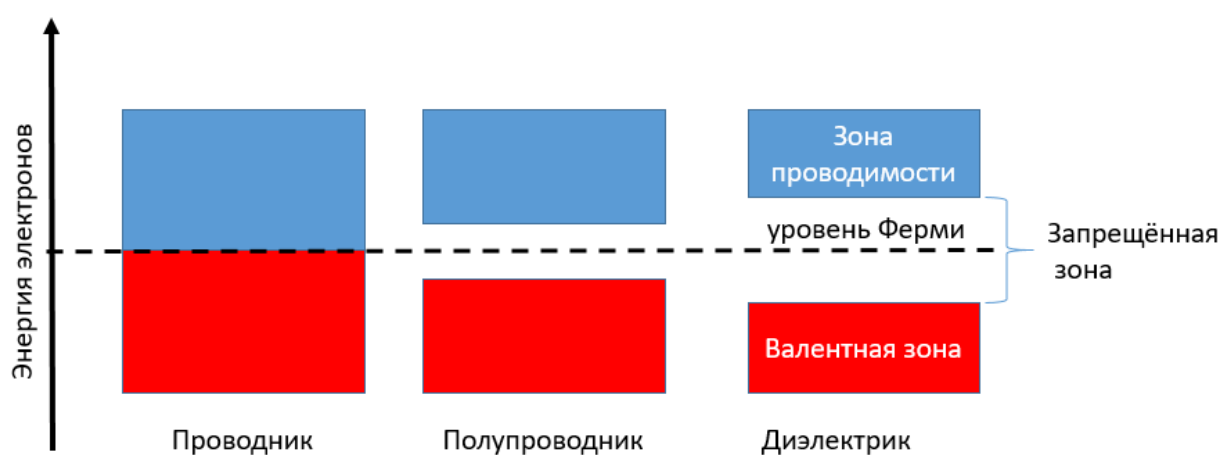 Энергия электронов
Зона
проводимости
уровень Ферми
Запрещённая
зона
Валентная зона
Проводник
Полупроводник
Диэлектрик